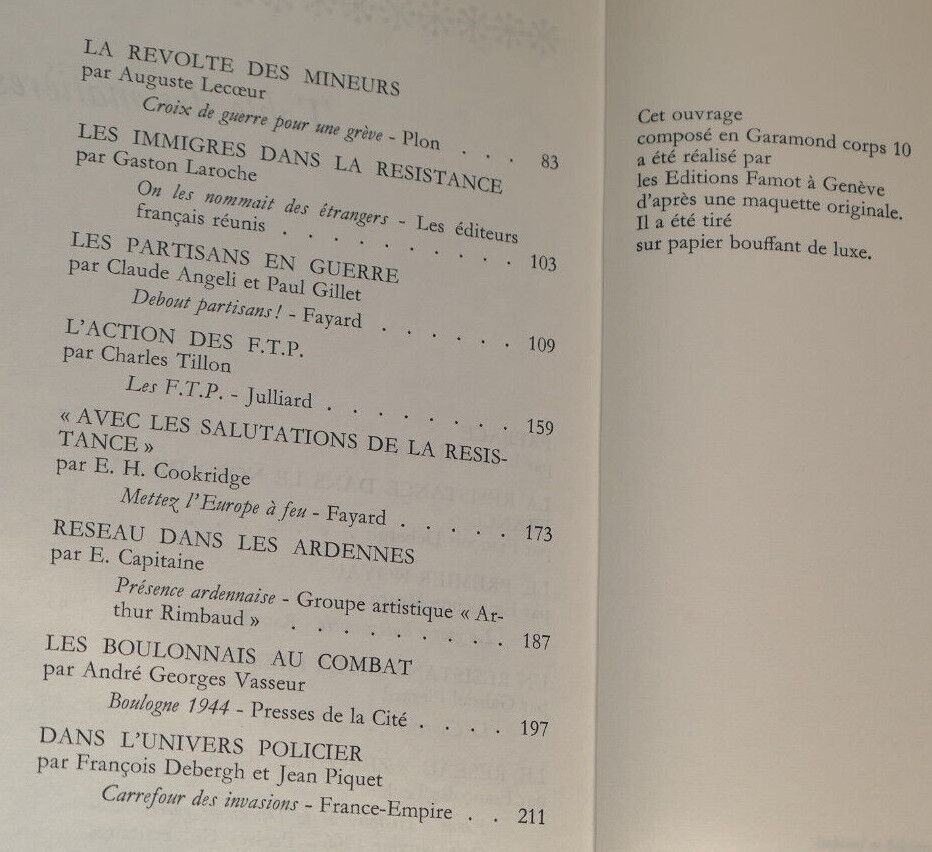 LA REVOLTE DES MINEURS
par Auguste Lecœur
Croix de guerre pour une grève - Plon . . . 83
LES IMMIGRES DANS LA RESISTANCE
par Gaston Laroche
On les nommait des étrangers - Les éditeurs
français réunis . . . . . . . . . . 103
LES PARTISANS EN GUERRE
par Claude Angeli et Paul Gillet
Debout partisans ! - Fayard . . . . . . 109
L'ACTION DES F.T.P.
par Charles Tillon
Les F.T.P. - Julliard . . . . . . . . 159
« AVEC LES SALUTATIONS DE LA RESIS-
TANCE »
par E. H. Cookridge
Mettez l'Europe à feu - Fayard . . . . . 173
RESEAU DANS LES ARDENNES
par E. Capitaine
Présence ardennaise - Groupe artistique « Ar-
thur Rimbaud » . . . . . . . . . 187
LES BOULONNAIS AU COMBAT
par André Georges Vasseur
Boulogne 1944 - Presses de la Cité . . . . 197
DANS L'UNIVERS POLICIER
par François Debergh et Jean Piquet
Carrefour des invasions - France-Empire . . 211
Cet ouvrage
composé en Garamond corps 10
a été réalisé par
les Editions Famot à Genève
d'après une maquette originale.
Il a été tiré
sur papier bouffant de luxe.